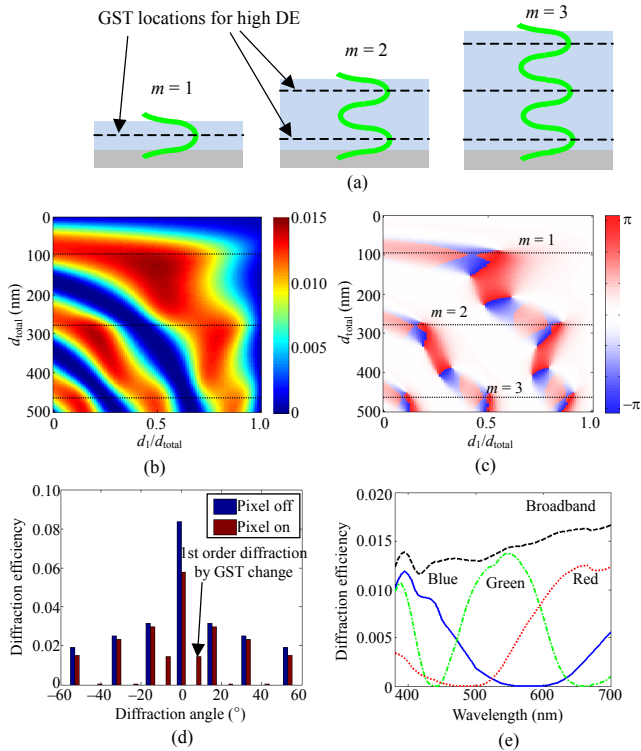 GST locations for high DE
m = 1
m = 2
m = 3
(a)
0
100
200
300
400
500
d_total (nm)
0
0.5
1.0
d_1/d_total
0.015
0.010
0.005
0
(b)
0
100
200
300
400
500
d_total (nm)
0
0.5
1.0
d_1/d_total
m = 1
m = 2
m = 3
π
−π
(c)
0.10
0.08
0.06
0.04
0.02
0
Diffraction efficiency
−60
−40
−20
0
20
40
60
Diffraction angle (°)
Pixel off
Pixel on
1st order diffraction
by GST change
(d)
0.020
0.015
0.010
0.005
0
Diffraction efficiency
400
500
600
700
Wavelength (nm)
Broadband
Blue
Green
Red
(e)